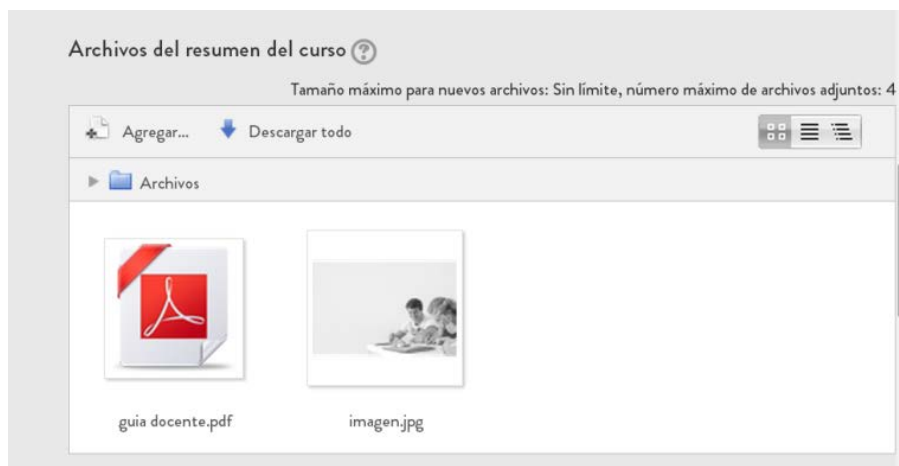 Archivos del resumen del curso ?
Tamaño máximo para nuevos archivos: Sin límite, número máximo de archivos adjuntos: 4
Agregar... Descargar todo
Archivos
guia docente.pdf imagen.jpg